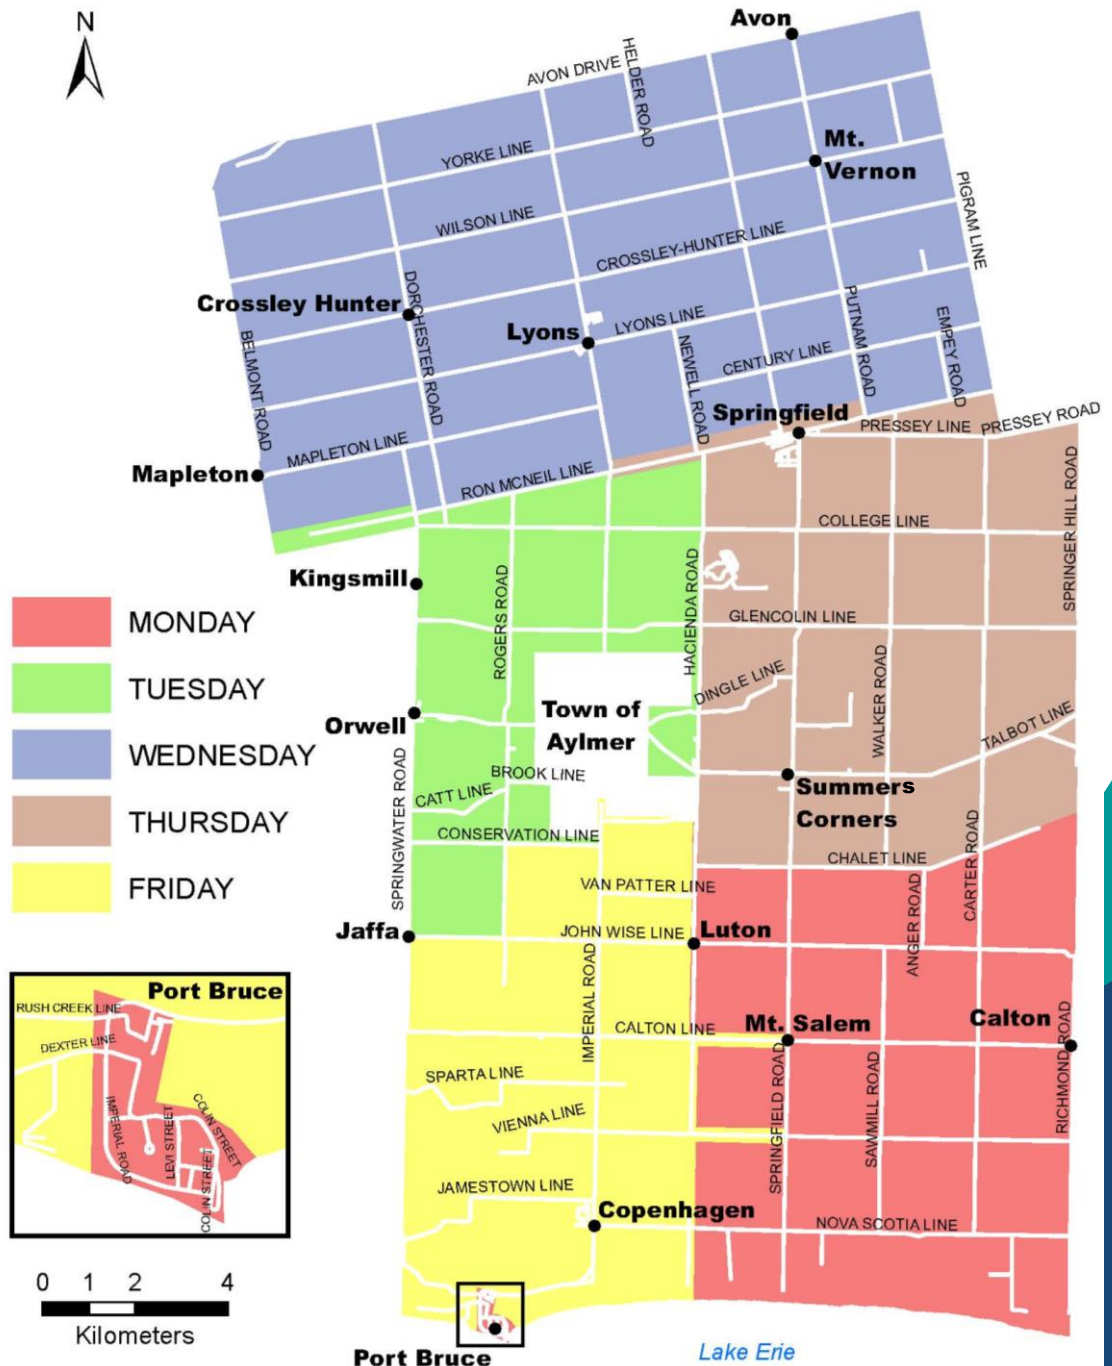 N
Avon
AVON DRIVE
HELDER ROAD
YORKE LINE
Mt.
Vernon
WILSON LINE
PIGRAM LINE
CROSSLEY-HUNTER LINE
Crossley Hunter
DORCHESTER ROAD
Lyons
LYONS LINE
PUTNAM ROAD
BELMONT ROAD
NEWELL ROAD
CENTURY LINE
EMPEY ROAD
Springfield
PRESSEY LINE
PRESSEY ROAD
MAPLETON LINE
Mapleton
RON MCNEIL LINE
COLLEGE LINE
SPRINGER HILL ROAD
Kingsmill
ROGERS ROAD
HACIENDA ROAD
GLENCOLIN LINE
MONDAY
TUESDAY
WEDNESDAY
THURSDAY
FRIDAY
DINGLE LINE
WALKER ROAD
Orwell
Town of
Aylmer
TALBOT LINE
BROOK LINE
CATT LINE
SPRINGWATER ROAD
Summers
Corners
CONSERVATION LINE
CHALET LINE
CARTER ROAD
VAN PATTER LINE
ANGER ROAD
Jaffa
JOHN WISE LINE
Luton
IMPERIAL ROAD
CALTON LINE
Mt. Salem
Calton
RICHMOND ROAD
SPARTA LINE
VIENNA LINE
SPRINGFIELD ROAD
SAWMILL ROAD
JAMESTOWN LINE
Copenhagen
NOVA SCOTIA LINE
Port Bruce
RUSH CREEK LINE
DEXTER LINE
IMPERIAL ROAD
LEVI STREET
COLIN STREET
COLIN STREET
0 1 2 4
Kilometers
Port Bruce
Lake Erie